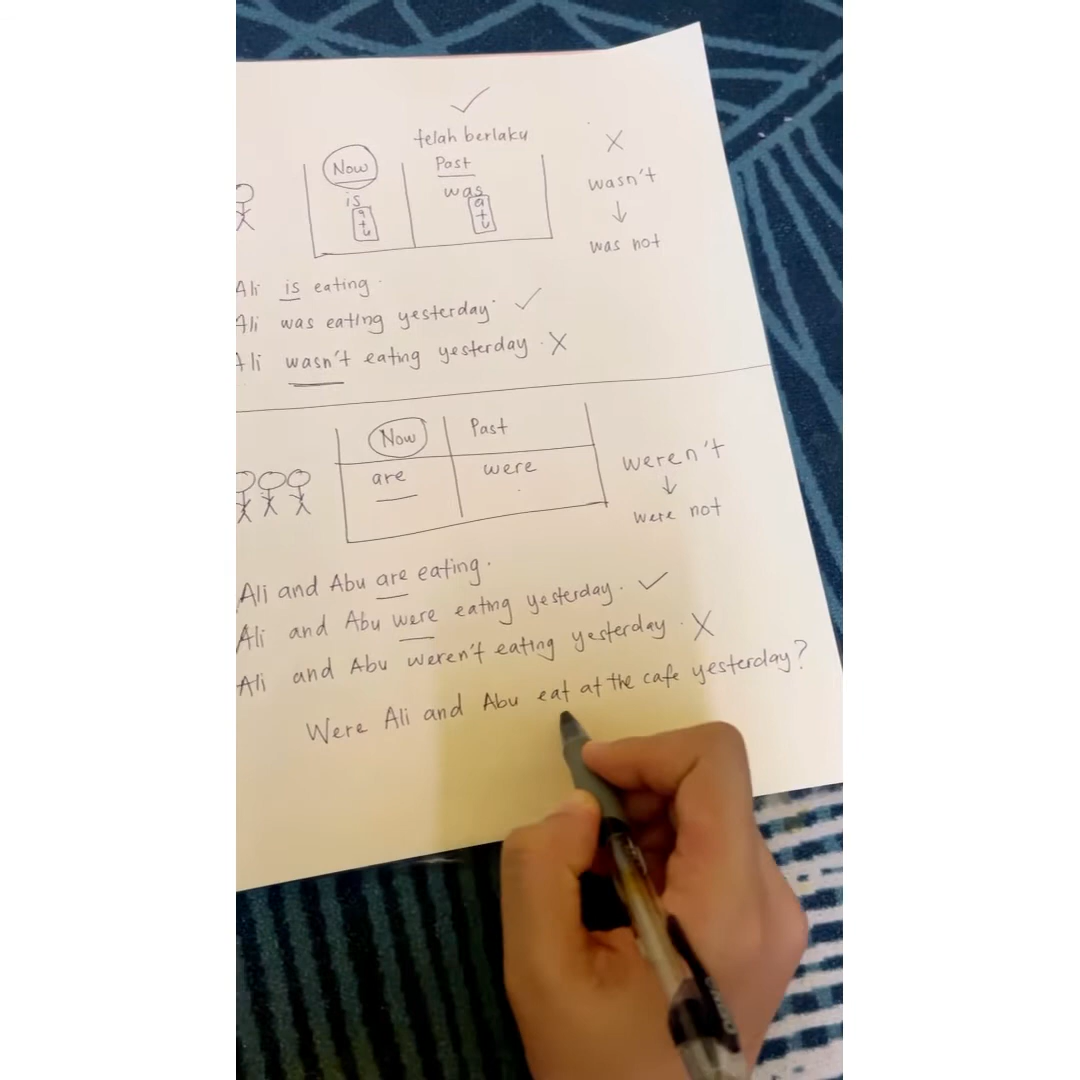 ✓
telah berlaku
Now
Past
X
is
was
wasn't
↓
was not
atu
atu
Ali is eating.
Ali was eating yesterday. ✓
Ali wasn't eating yesterday. X
Now
Past
are
were
weren't
↓
were not
Ali and Abu are eating.
Ali and Abu were eating yesterday. ✓
Ali and Abu weren't eating yesterday. X
Were Ali and Abu eat at the cafe yesterday?